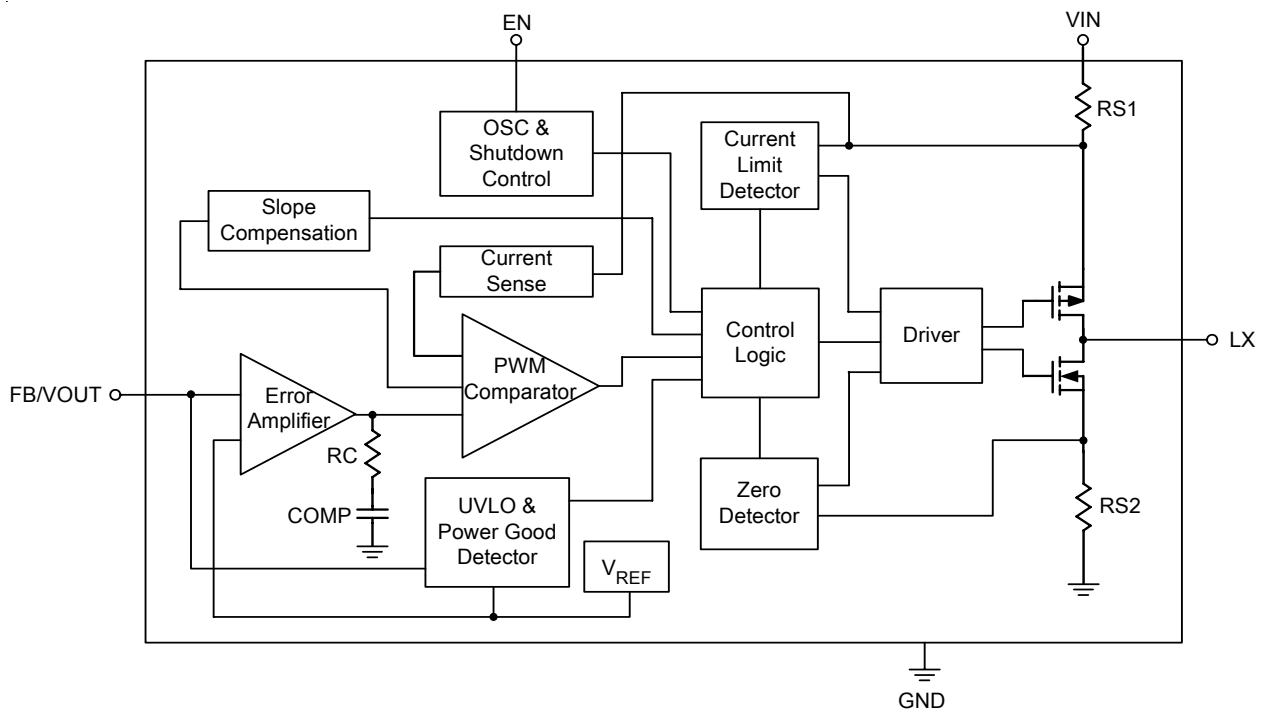 EN
VIN
RS1
OSC &
Shutdown
Control
Current
Limit
Detector
Slope
Compensation
Current
Sense
Control
Logic
Driver
LX
PWM
Comparator
FB/VOUT
Error
Amplifier
RC
COMP
UVLO &
Power Good
Detector
Zero
Detector
RS2
VREF
GND